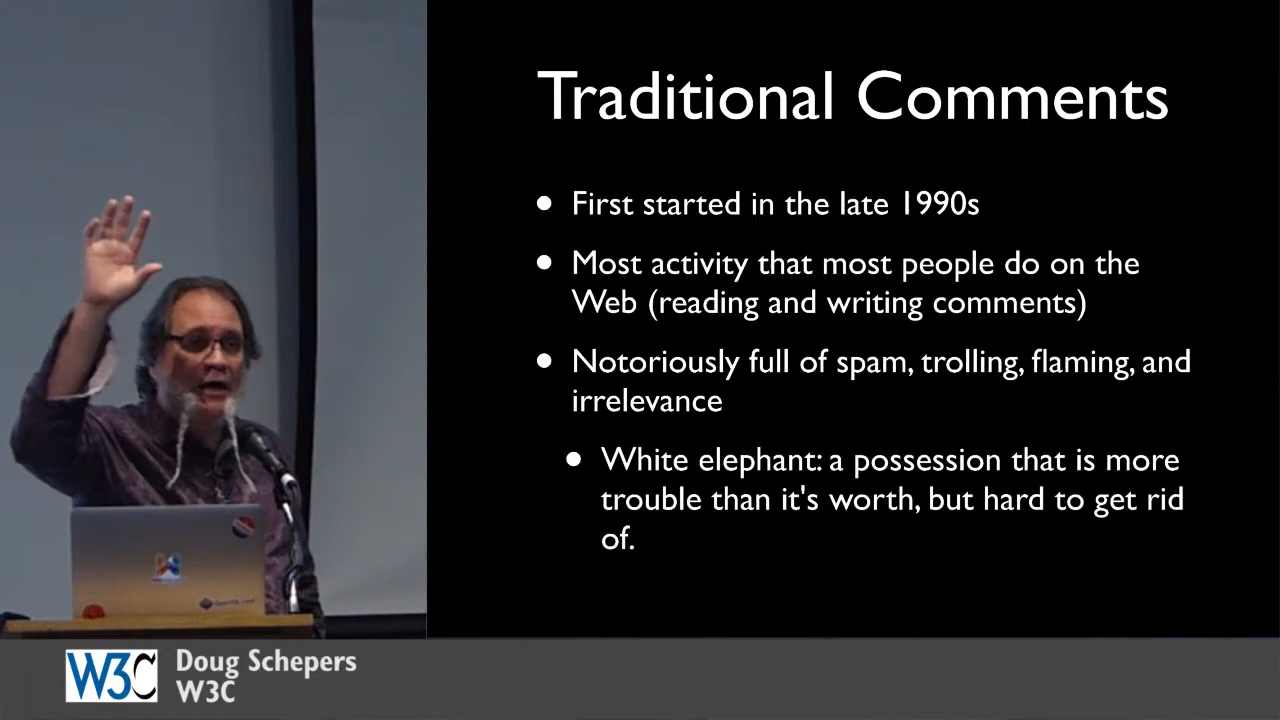 Traditional Comments
• First started in the late 1990s
• Most activity that most people do on the
Web (reading and writing comments)
• Notoriously full of spam, trolling, flaming, and
irrelevance
• White elephant: a possession that is more
trouble than it's worth, but hard to get rid
of.
W3C
Doug Schepers
W3C